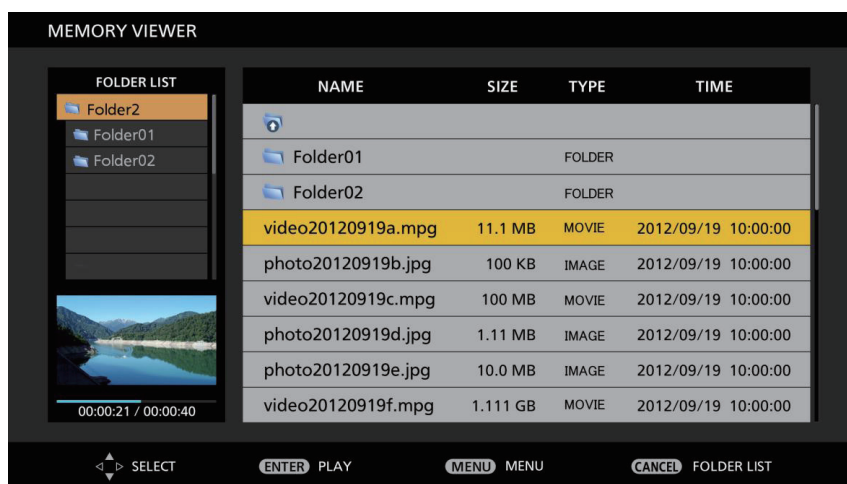 MEMORY VIEWER
FOLDER LIST
Folder2
Folder01
Folder02
00:00:21 / 00:00:40
NAME SIZE TYPE TIME
Folder01 FOLDER
Folder02 FOLDER
video20120919a.mpg 11.1 MB MOVIE 2012/09/19 10:00:00
photo20120919b.jpg 100 KB IMAGE 2012/09/19 10:00:00
video20120919c.mpg 100 MB MOVIE 2012/09/19 10:00:00
photo20120919d.jpg 1.11 MB IMAGE 2012/09/19 10:00:00
photo20120919e.jpg 10.0 MB IMAGE 2012/09/19 10:00:00
video20120919f.mpg 1.111 GB MOVIE 2012/09/19 10:00:00
SELECT ENTER PLAY MENU MENU CANCEL FOLDER LIST